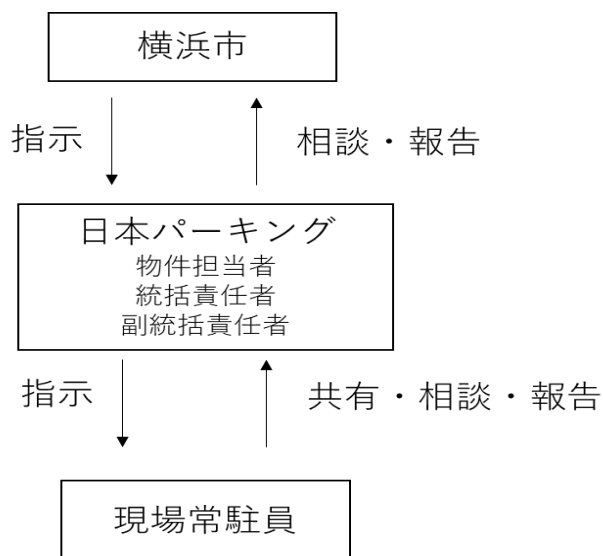 横浜市
指示
相談・報告
日本パーキング
物件担当者
統括責任者
副統括責任者
指示
共有・相談・報告
現場常駐員